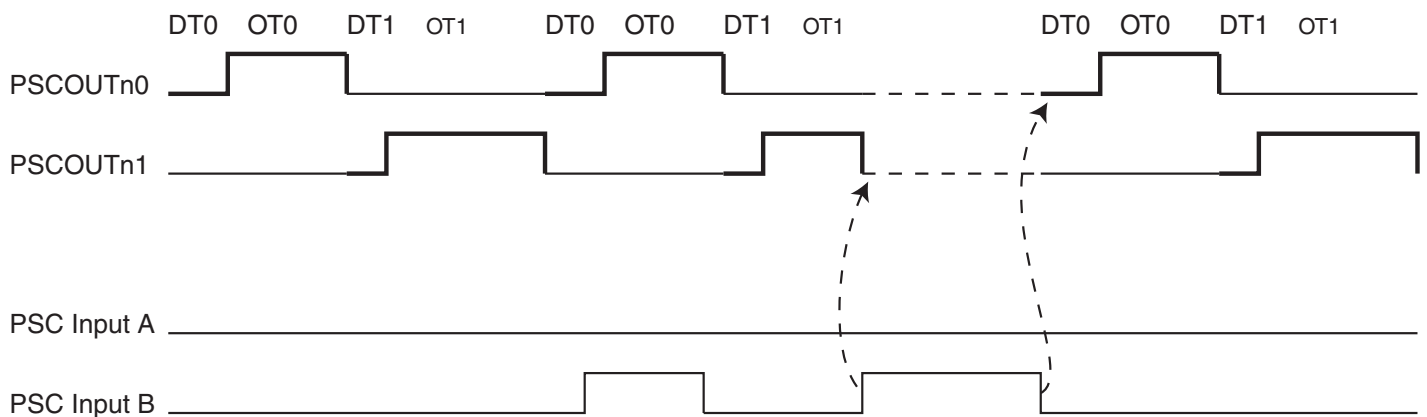 DT0 OT0 DT1 OT1 DT0 OT0 DT1 OT1 DT0 OT0 DT1 OT1
PSCOUTn0
PSCOUTn1
PSC Input A
PSC Input B